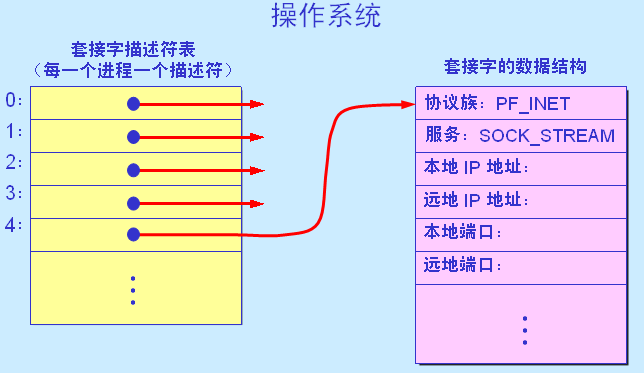 操作系统
套接字描述符表
（每一个进程一个描述符）
0：
1：
2：
3：
4：
套接字的数据结构
协议族：PF_INET
服务：SOCK_STREAM
本地 IP 地址：
远地 IP 地址：
本地端口：
远地端口：